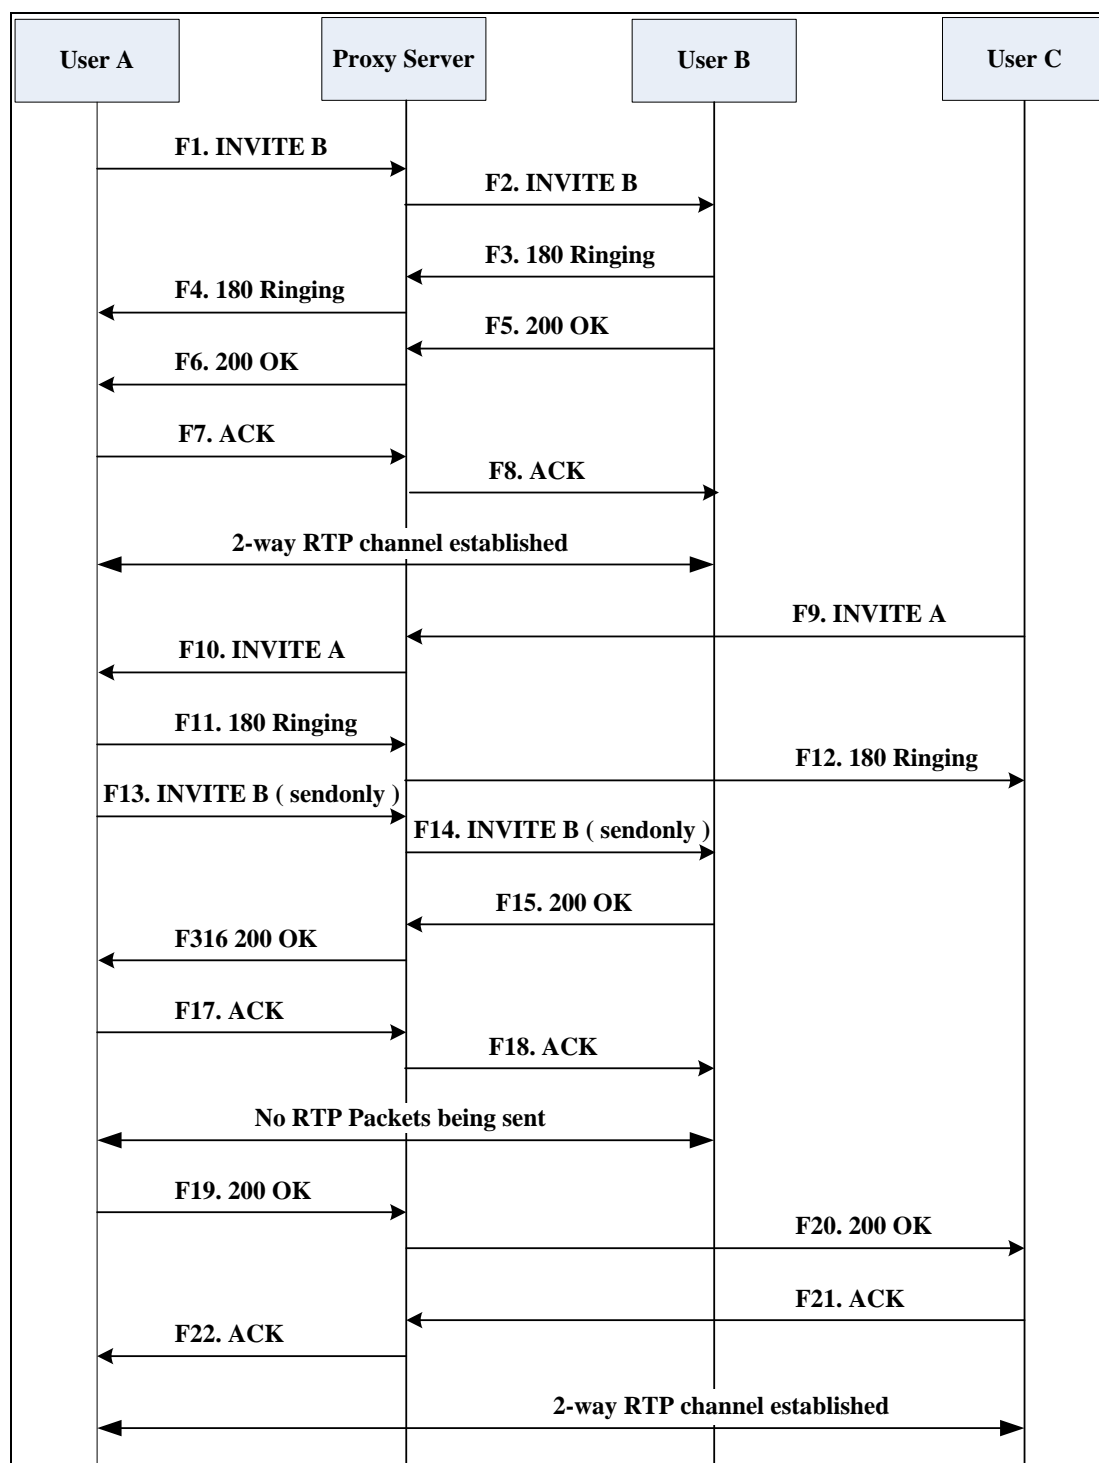 User A
Proxy Server
User B
User C
F1. INVITE B
F2. INVITE B
F3. 180 Ringing
F4. 180 Ringing
F5. 200 OK
F6. 200 OK
F7. ACK
F8. ACK
2-way RTP channel established
F9. INVITE A
F10. INVITE A
F11. 180 Ringing
F12. 180 Ringing
F13. INVITE B ( sendonly )
F14. INVITE B ( sendonly )
F15. 200 OK
F316 200 OK
F17. ACK
F18. ACK
No RTP Packets being sent
F19. 200 OK
F20. 200 OK
F21. ACK
F22. ACK
2-way RTP channel established